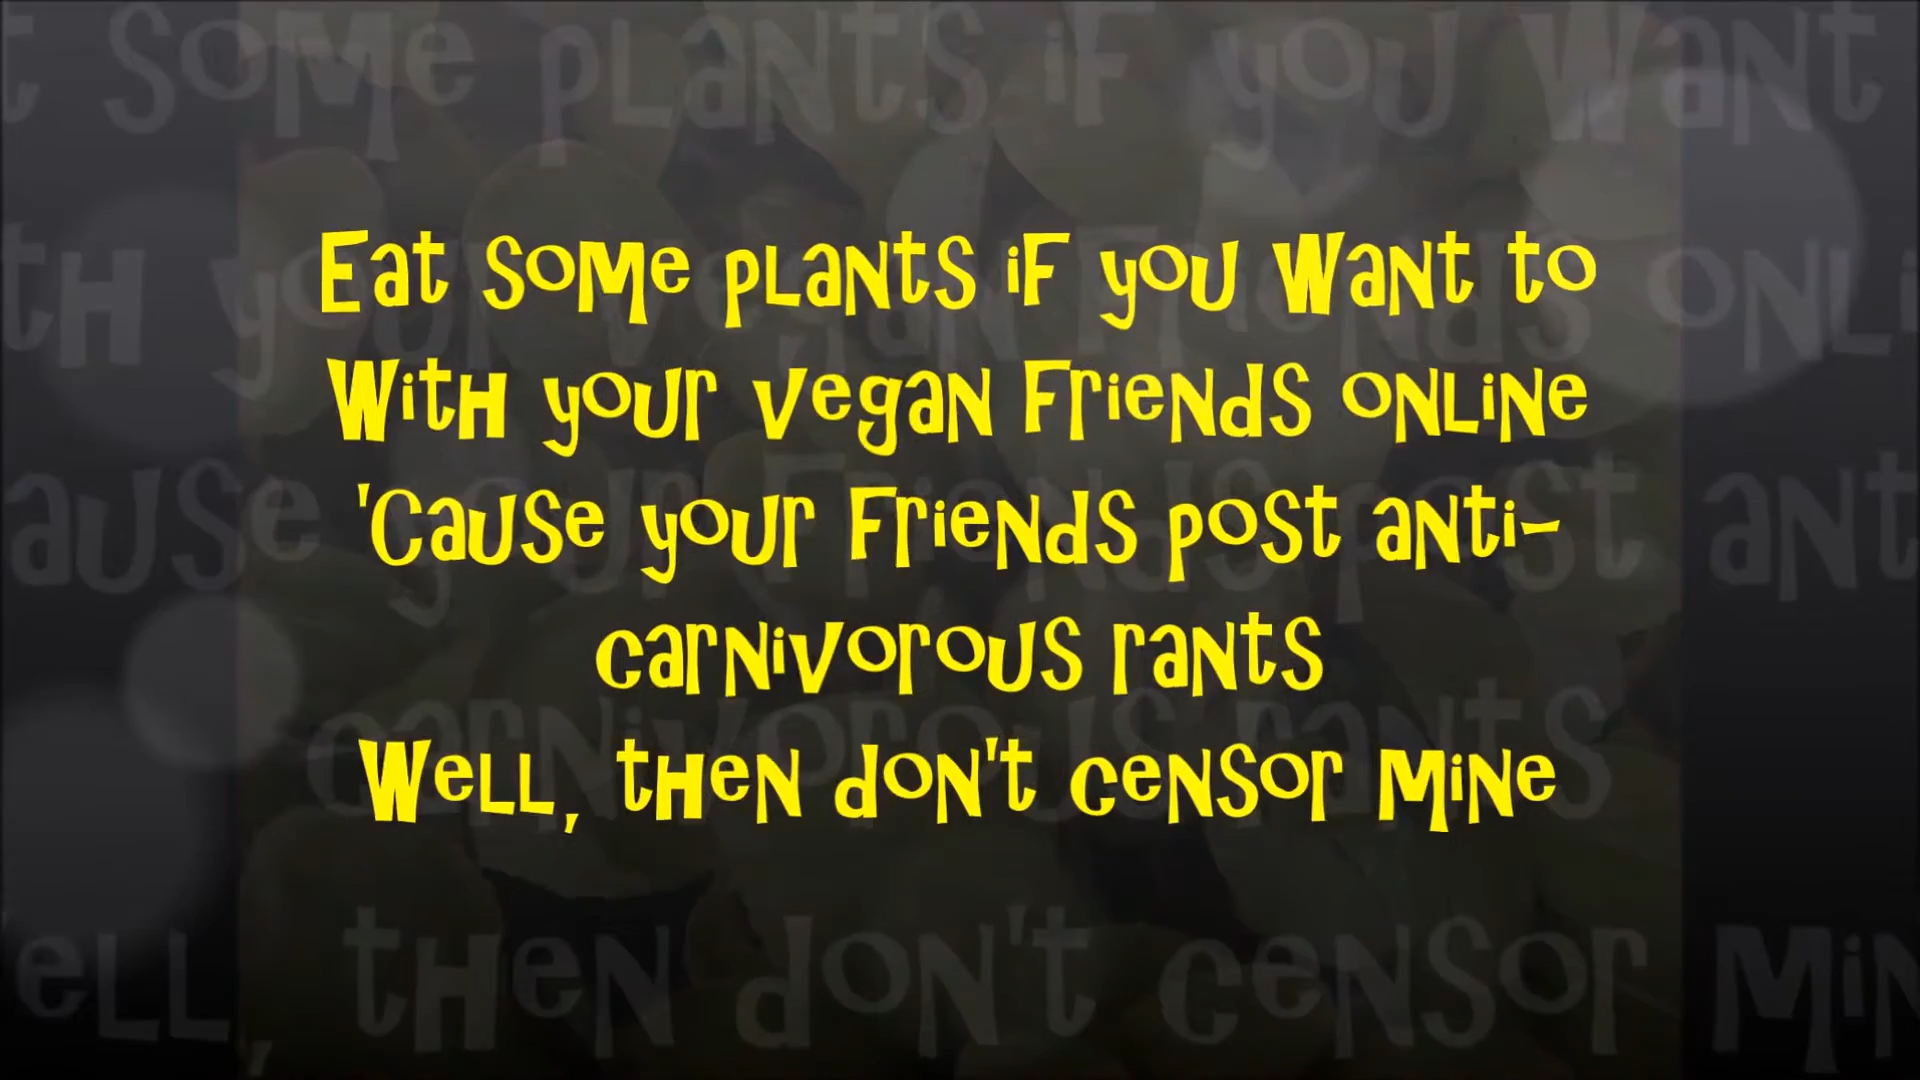 Eat some plants if you want to
With your vegan friends online
'Cause your friends post anti-
carnivorous rants
Well, then don't censor mine